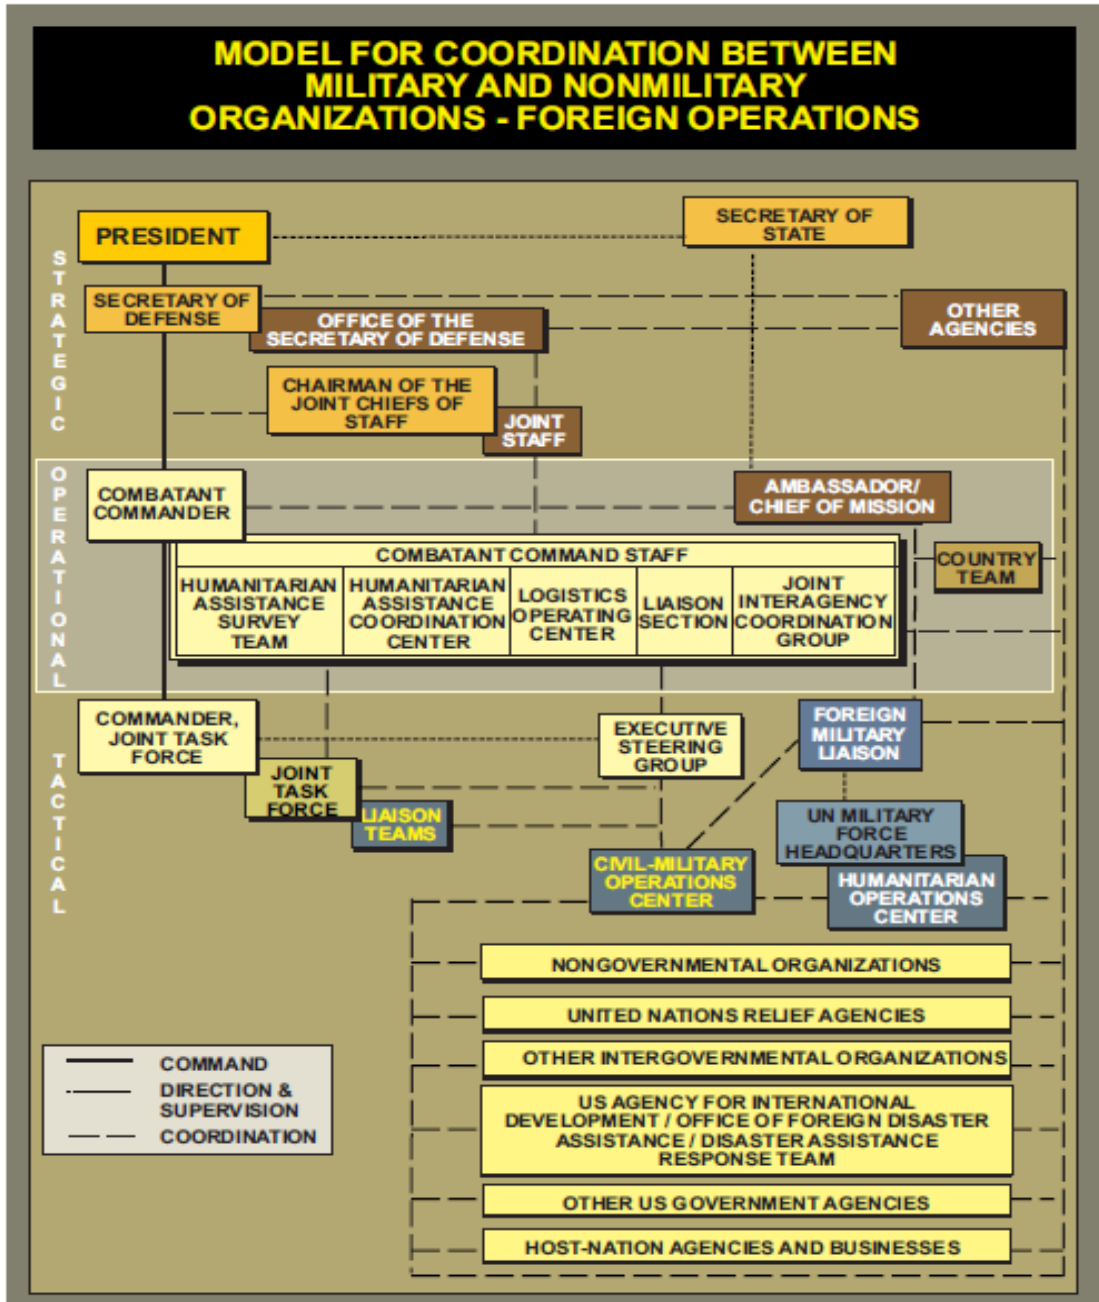 MODEL FOR COORDINATION BETWEEN
MILITARY AND NONMILITARY
ORGANIZATIONS - FOREIGN OPERATIONS
STRATEGIC
PRESIDENT
SECRETARY OF
STATE
SECRETARY OF
DEFENSE
OFFICE OF THE
SECRETARY OF DEFENSE
OTHER
AGENCIES
CHAIRMAN OF THE
JOINT CHIEFS OF
STAFF
JOINT
STAFF
OPERATIONAL
COMBATANT
COMMANDER
AMBASSADOR/
CHIEF OF MISSION
COMBATANT COMMAND STAFF
HUMANITARIAN
ASSISTANCE
SURVEY
TEAM
HUMANITARIAN
ASSISTANCE
COORDINATION
CENTER
LOGISTICS
OPERATING
CENTER
LIAISON
SECTION
JOINT
INTERAGENCY
COORDINATION
GROUP
COUNTRY
TEAM
TACTICAL
COMMANDER,
JOINT TASK
FORCE
EXECUTIVE
STEERING
GROUP
FOREIGN
MILITARY
LIAISON
JOINT
TASK
FORCE
LIAISON
TEAMS
UN MILITARY
FORCE
HEADQUARTERS
CIVIL-MILITARY
OPERATIONS
CENTER
HUMANITARIAN
OPERATIONS
CENTER
NONGOVERNMENTAL ORGANIZATIONS
UNITED NATIONS RELIEF AGENCIES
OTHER INTERGOVERNMENTAL ORGANIZATIONS
US AGENCY FOR INTERNATIONAL
DEVELOPMENT / OFFICE OF FOREIGN DISASTER
ASSISTANCE / DISASTER ASSISTANCE
RESPONSE TEAM
OTHER US GOVERNMENT AGENCIES
HOST-NATION AGENCIES AND BUSINESSES
COMMAND
DIRECTION &
SUPERVISION
COORDINATION